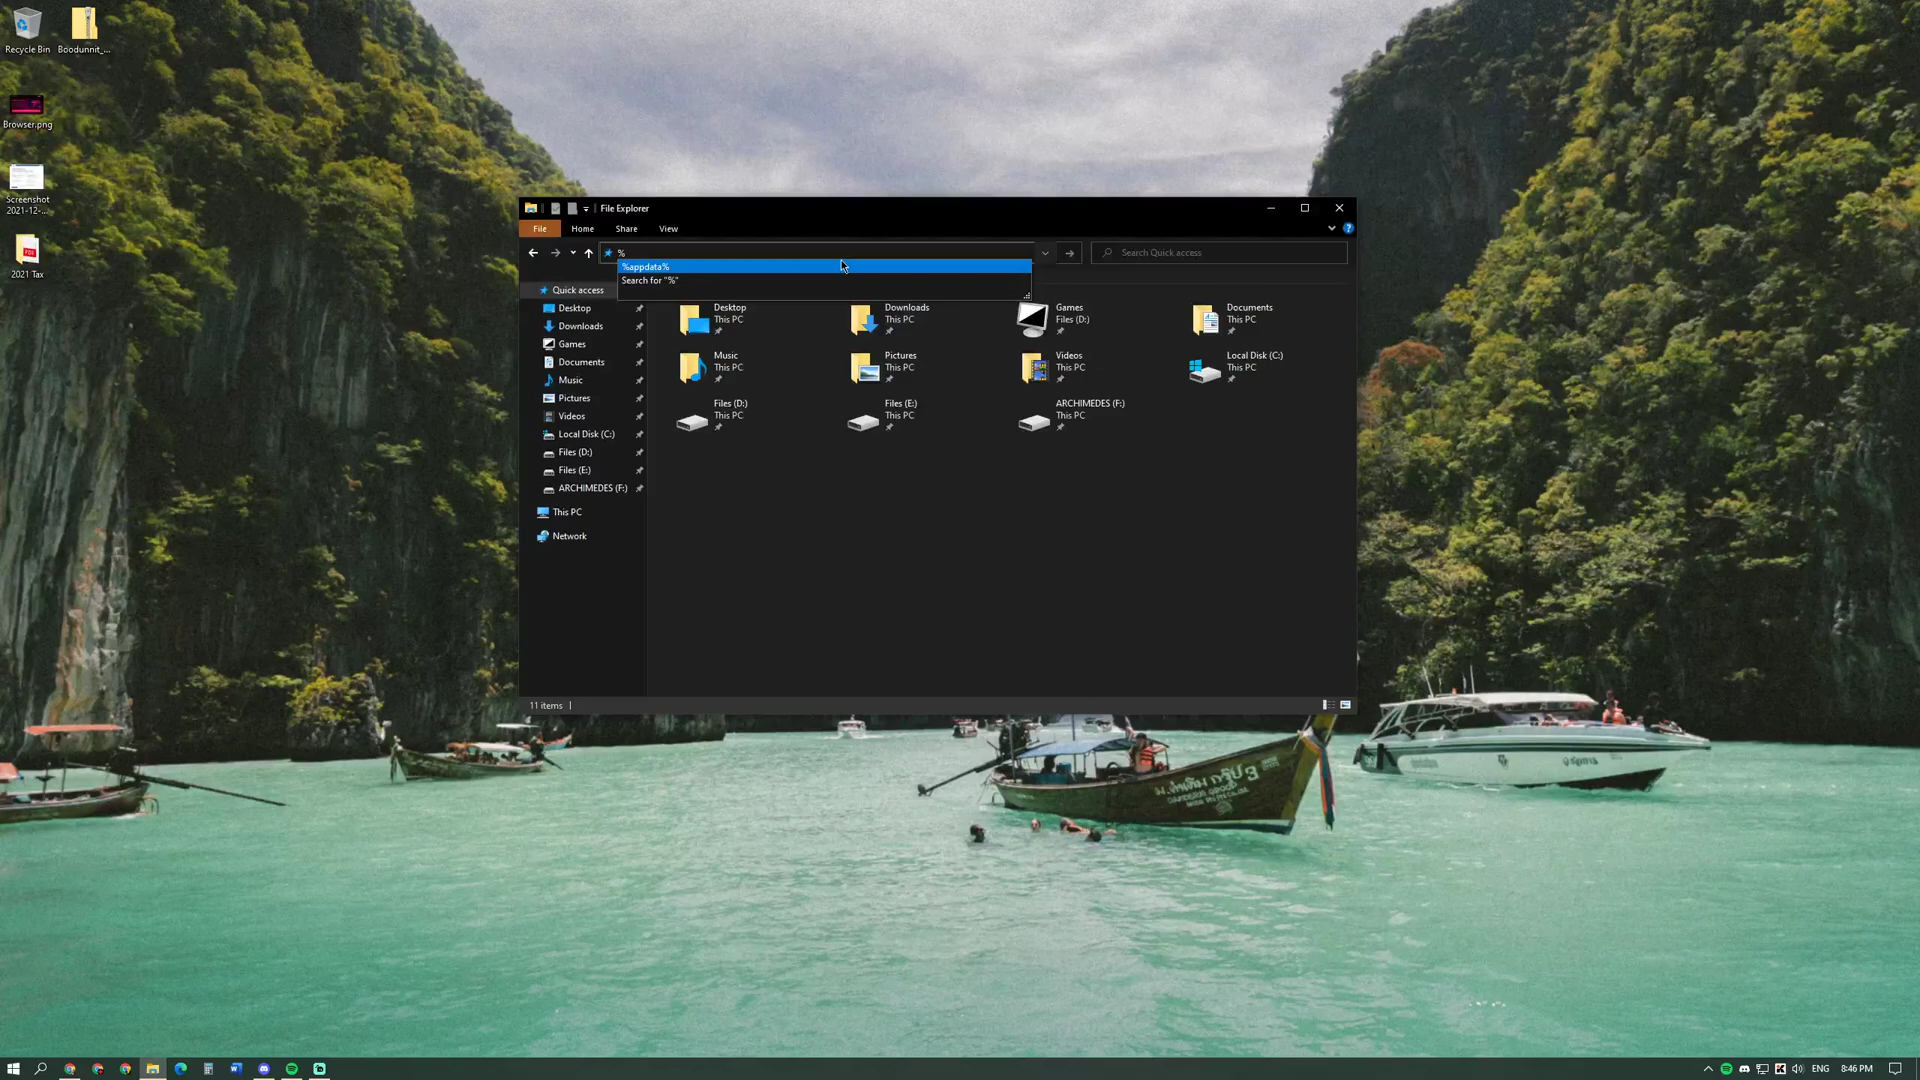 Recycle Bin
Boodunnit_...
Browser.png
Screenshot
2021-12-...
2021 Tax
File Explorer
File
Home
Share
View
%
Search Quick access
%appdata%
Search for "%"
Quick access
Desktop
Downloads
Games
Documents
Music
Pictures
Videos
Local Disk (C:)
Files (D:)
Files (E:)
ARCHIMEDES (F:)
This PC
Network
Desktop
This PC
Downloads
This PC
Games
Files (D:)
Documents
This PC
Music
This PC
Pictures
This PC
Videos
This PC
Local Disk (C:)
This PC
Files (D:)
This PC
Files (E:)
This PC
ARCHIMEDES (F:)
This PC
11 items
ENG
8:46 PM